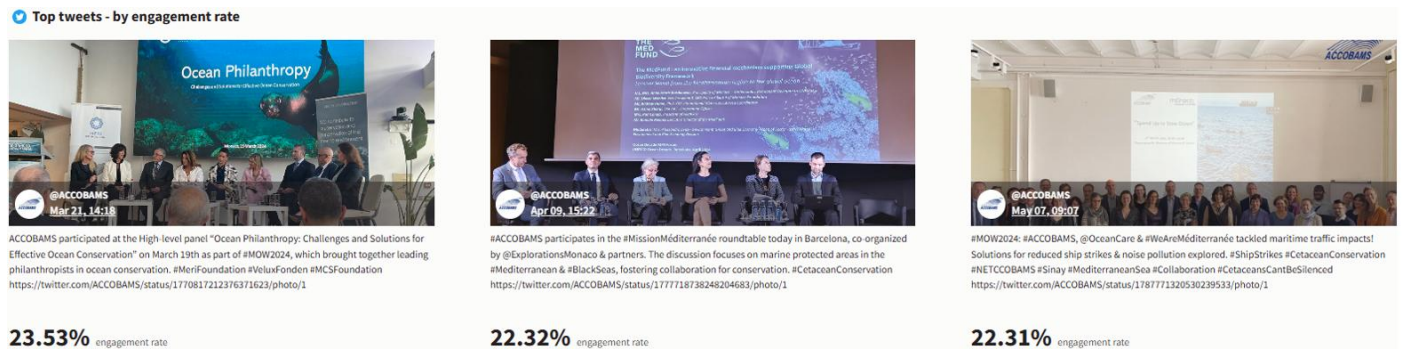 Top tweets - by engagement rate
Ocean Philanthropy
Monaco, 19 March 2024
@ACCOBAMS
Mar 21, 14:18
ACCOBAMS participated at the High-level panel “Ocean Philanthropy: Challenges and Solutions for
Effective Ocean Conservation” on March 19th as part of #MOW2024, which brought together leading
philanthropists in ocean conservation. #MeriFoundation #VeluxFonden #MCSFoundation
https://twitter.com/ACCOBAMS/status/1770817212376371623/photo/1
23.53% engagement rate
THE
MED
FUND
@ACCOBAMS
Apr 09, 15:22
#ACCOBAMS participates in the #MissionMéditerranée roundtable today in Barcelona, co-organized
by @ExplorationsMonaco & partners. The discussion focuses on marine protected areas in the
#Mediterranean & #BlackSeas, fostering collaboration for conservation. #CetaceanConservation
https://twitter.com/ACCOBAMS/status/1777718738248204683/photo/1
22.32% engagement rate
ACCOBAMS
@ACCOBAMS
May 07, 09:07
#MOW2024: #ACCOBAMS, @OceanCare & #WeAreMéditerranée tackled maritime traffic impacts!
Solutions for reduced ship strikes & noise pollution explored. #ShipStrikes #CetaceanConservation
#NETCCOBAMS #Sinay #MediterraneanSea #Collaboration #CetaceansCantBeSilenced
https://twitter.com/ACCOBAMS/status/1787771320530239533/photo/1
22.31% engagement rate